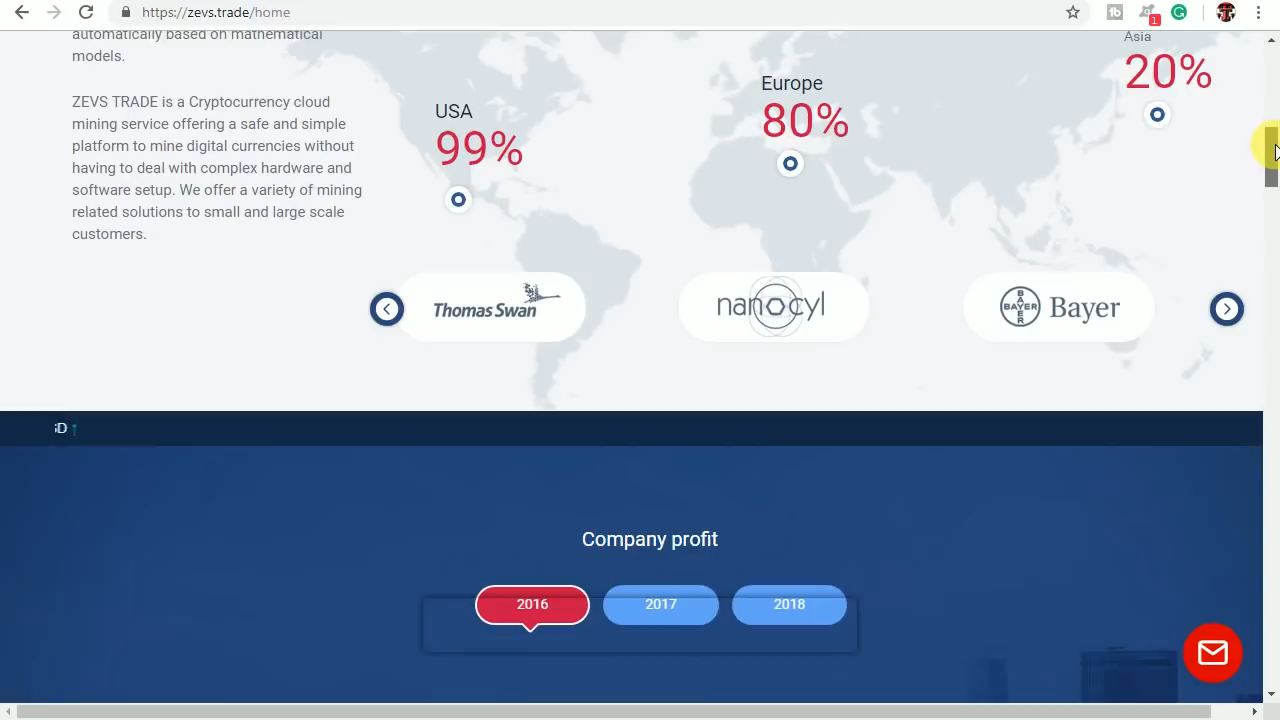 https://zevs.trade/home
1
automatically based on mathematical
models.
ZEVS TRADE is a Cryptocurrency cloud
mining service offering a safe and simple
platform to mine digital currencies without
having to deal with complex hardware and
software setup. We offer a variety of mining
related solutions to small and large scale
customers.
USA
99%
Europe
80%
Asia
20%
Thomas Swan
nanocyl
BAYER
BAYER
Bayer
Company profit
2016
2017
2018